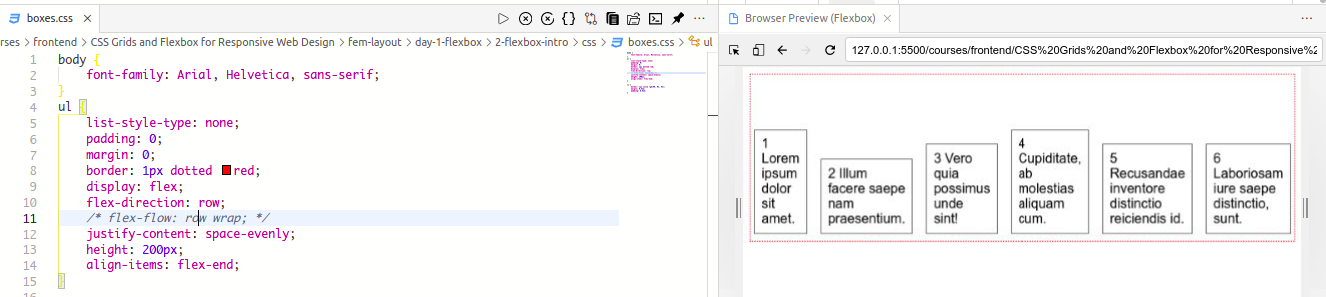 boxes.css
rses > frontend > CSS Grids and Flexbox for Responsive Web Design > fem-layout > day-1-flexbox > 2-flexbox-intro > css > boxes.css > ul
1 body {
2 font-family: Arial, Helvetica, sans-serif;
3 }
4 ul {
5 list-style-type: none;
6 padding: 0;
7 margin: 0;
8 border: 1px dotted red;
9 display: flex;
10 flex-direction: row;
11 /* flex-flow: row wrap; */
12 justify-content: space-evenly;
13 height: 200px;
14 align-items: flex-end;
15 }
Browser Preview (Flexbox)
127.0.0.1:5500/courses/frontend/CSS%20Grids%20and%20Flexbox%20for%20Responsive%2
1
Lorem
ipsum
dolor
sit
amet.
2 Illum
facere saepe
nam
praesentium.
3 Vero
quia
possimus
unde
sint!
4
Cupiditate,
ab
molestias
aliquam
cum.
5
Recusandae
inventore
distinctio
reiciendis id.
6
Laboriosam
iure saepe
distinctio,
sunt.